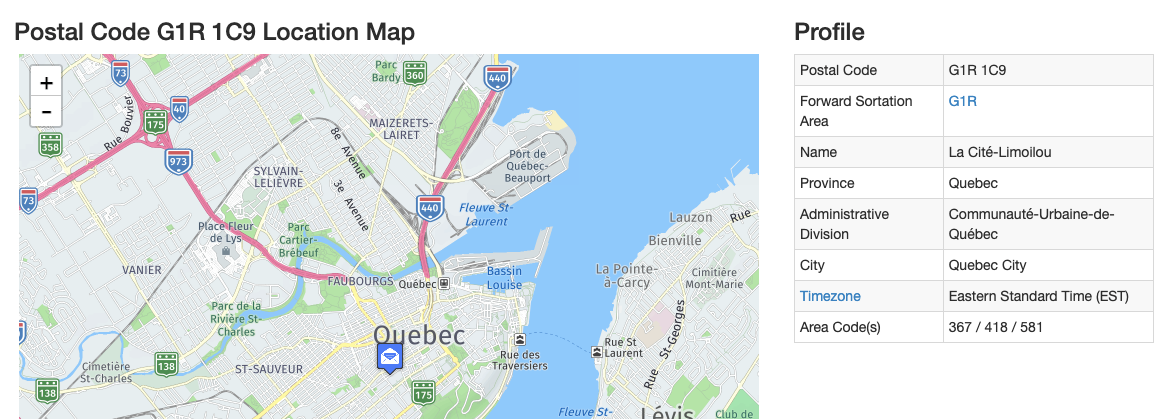 Postal Code G1R 1C9 Location Map
+
-
73
Parc
Bardy
360
440
40
Rue Bouvier
175
358
MAIZERETS-
LAIRET
8e Avenue
973
Port de
Québec-
Beauport
SYLVAIN-
LELIÈVRE
3e Avenue
73
440
Fleuve St-
Laurent
Lauzon
Rue
Place Fleur
de Lys
Parc
Cartier-
Brébeuf
Bienville
VANIER
FAUBOURGS
Québec
Bassin
Louise
La Pointe-
à-Carcy
Cimitière
Mont-Marie
Parc de la
Rivière St-
Charles
Quebec
Rue St-Georges
Rue des
Traversiers
Rue St
Laurent
Cimetière
St-Charles
138
ST-SAUVEUR
138
175
Fleuve St-
Lévis
Club de
Profile
Postal Code G1R 1C9
Forward Sortation G1R
Area
Name La Cité-Limoilou
Province Quebec
Administrative Communauté-Urbaine-de-
Division Québec
City Quebec City
Timezone Eastern Standard Time (EST)
Area Code(s) 367 / 418 / 581